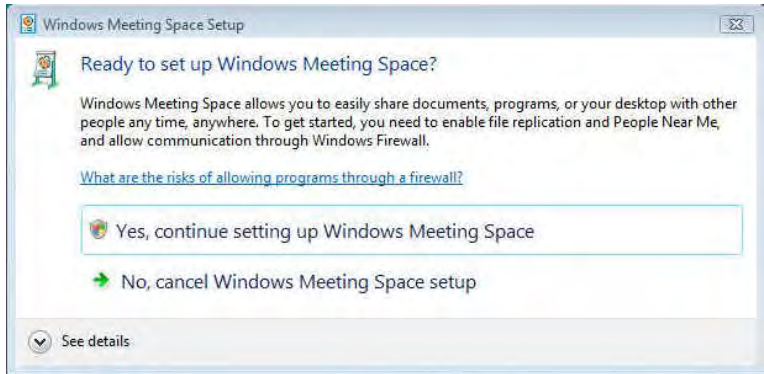 Windows Meeting Space Setup
Ready to set up Windows Meeting Space?
Windows Meeting Space allows you to easily share documents, programs, or your desktop with other
people any time, anywhere. To get started, you need to enable file replication and People Near Me,
and allow communication through Windows Firewall.
What are the risks of allowing programs through a firewall?
Yes, continue setting up Windows Meeting Space
No, cancel Windows Meeting Space setup
See details